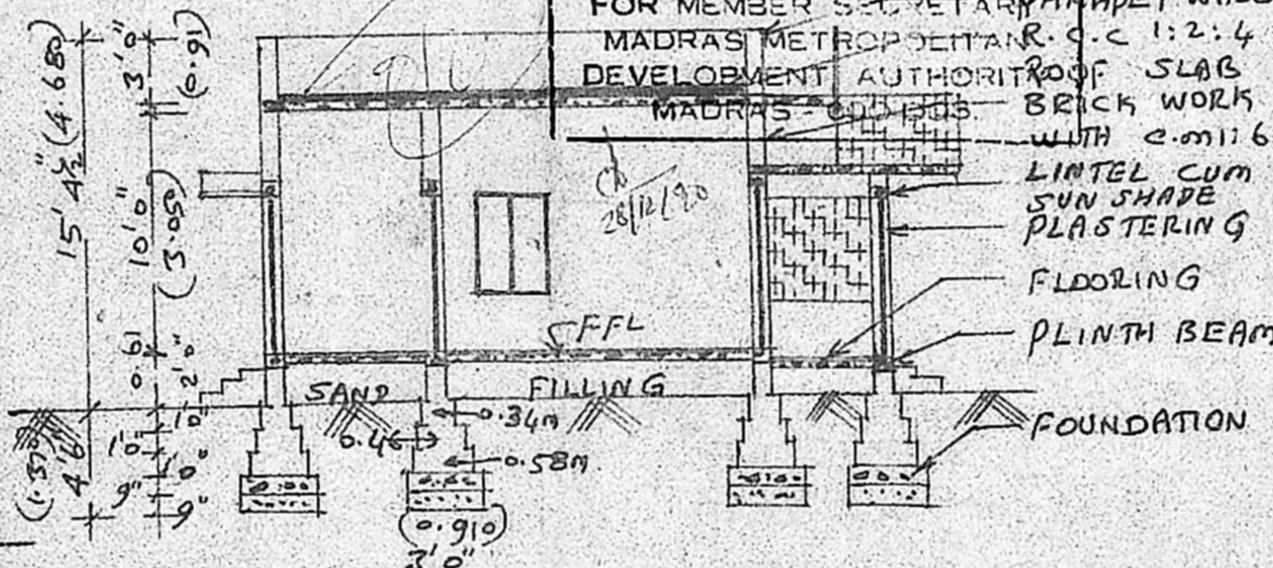 FOR MEMBER SECRETARY
MADRAS METROPOLITAN
DEVELOPMENT AUTHORITY
MADRAS -
PARAPET WALL
R.C.C 1:2:4
ROOF SLAB
BRICK WORK
WITH C.M 1:6
LINTEL CUM
SUN SHADE
PLASTERING
FLOORING
PLINTH BEAM
FOUNDATION
28/12/90
FFL
SAND FILLING
0.34m
0.46
0.58m
(0.910)
3'0"
15' 4½" (4.680)
3'0" (0.91)
10'0" (3.050)
2'0" 0.61
4'6" (1.370)
1'0"
1'0"
1'0"
9"
9"